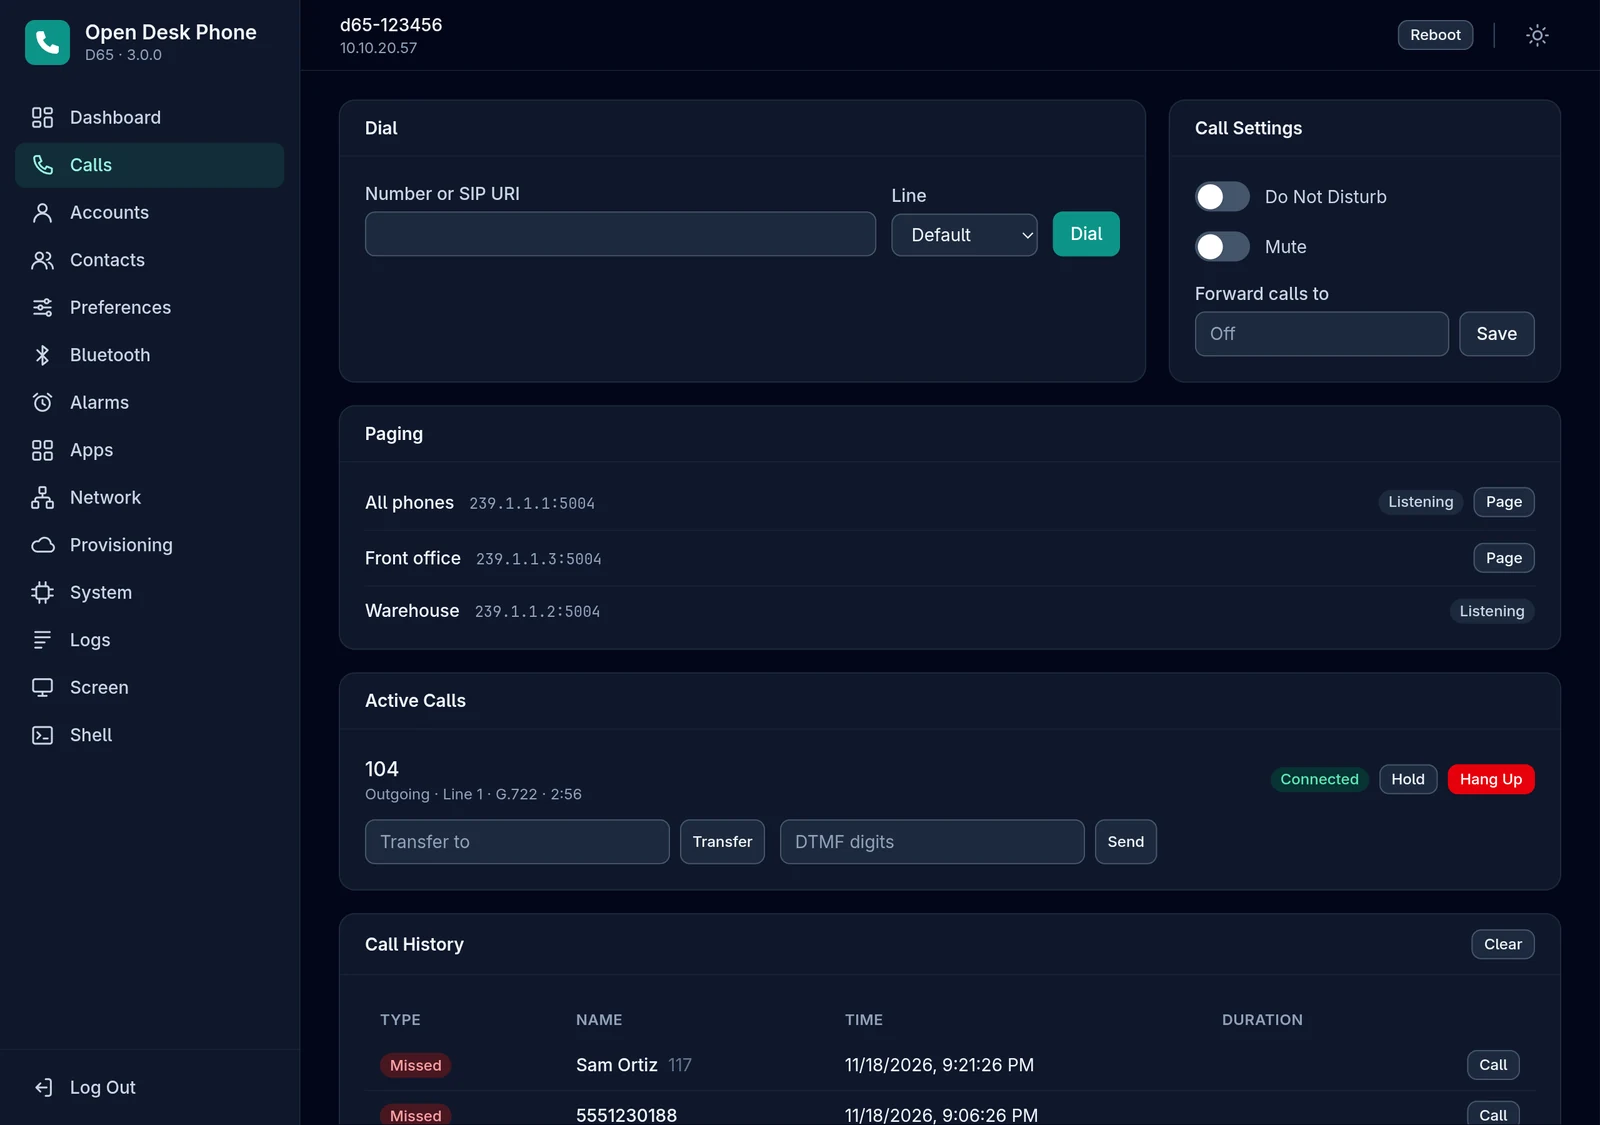 Open Desk Phone
D65 · 3.0.0
Dashboard
Calls
Accounts
Contacts
Preferences
Bluetooth
Alarms
Apps
Network
Provisioning
System
Logs
Screen
Shell
Log Out
d65-123456
10.10.20.57
Reboot
Dial
Number or SIP URI
Line
Default
Dial
Call Settings
Do Not Disturb
Mute
Forward calls to
Off
Save
Paging
All phones 239.1.1.1:5004 Listening Page
Front office 239.1.1.3:5004 Page
Warehouse 239.1.1.2:5004 Listening
Active Calls
104
Outgoing · Line 1 · G.722 · 2:56
Connected Hold Hang Up
Transfer to Transfer DTMF digits Send
Call History Clear
TYPE NAME TIME DURATION
Missed Sam Ortiz 117 11/18/2026, 9:21:26 PM Call
Missed 5551230188 11/18/2026, 9:06:26 PM Call